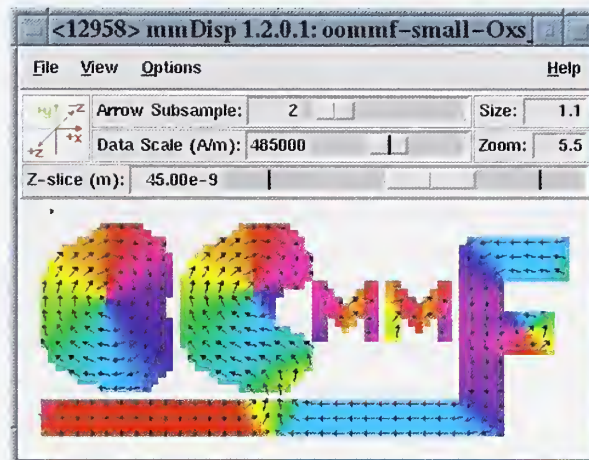 <12958> mmDisp 1.2.0.1: oommf-small-Oxs
File View Options Help
+y -z +z +x
Arrow Subsample: 2 Size: 1.1
Data Scale (A/m): 485000 Zoom: 5.5
Z-slice (m): 45.00e-9
OOMMF